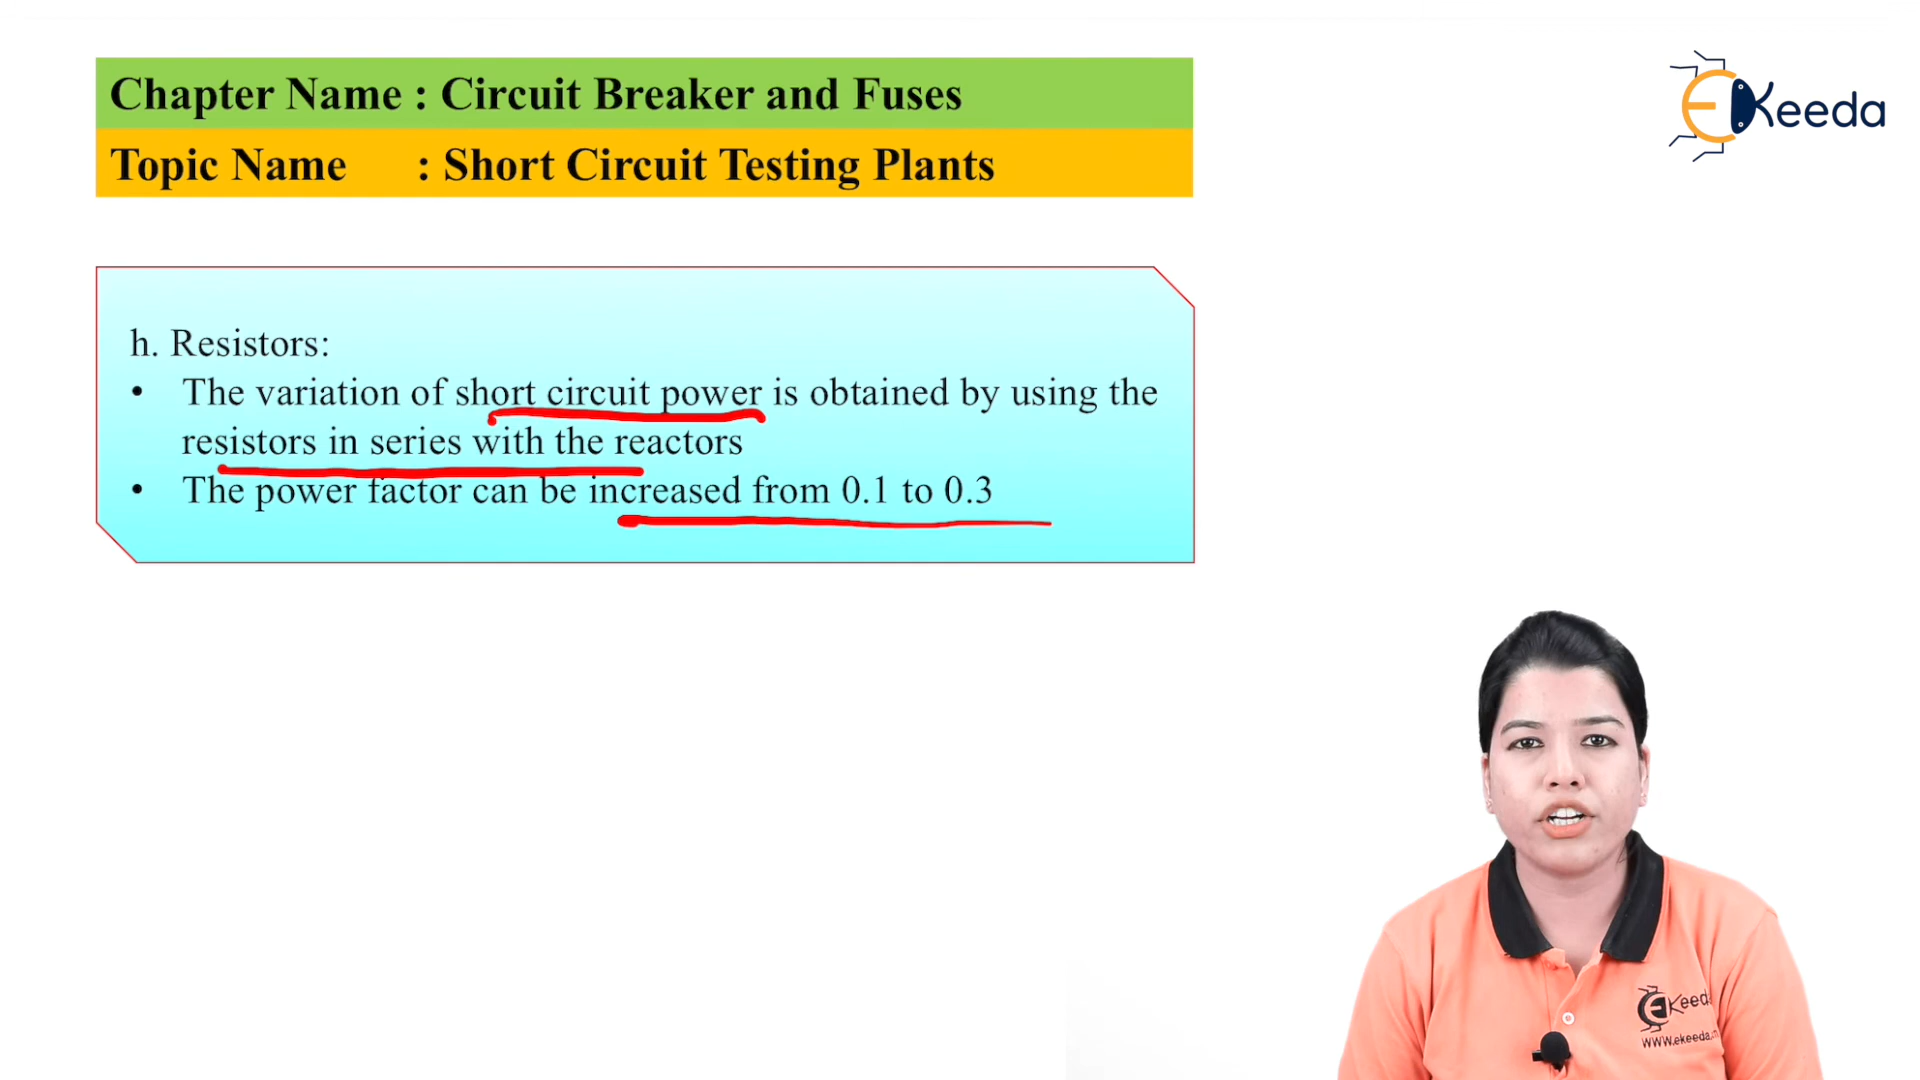 Chapter Name : Circuit Breaker and Fuses
EKeeda
Topic Name : Short Circuit Testing Plants
h. Resistors:
• The variation of short circuit power is obtained by using the
resistors in series with the reactors
• The power factor can be increased from 0.1 to 0.3